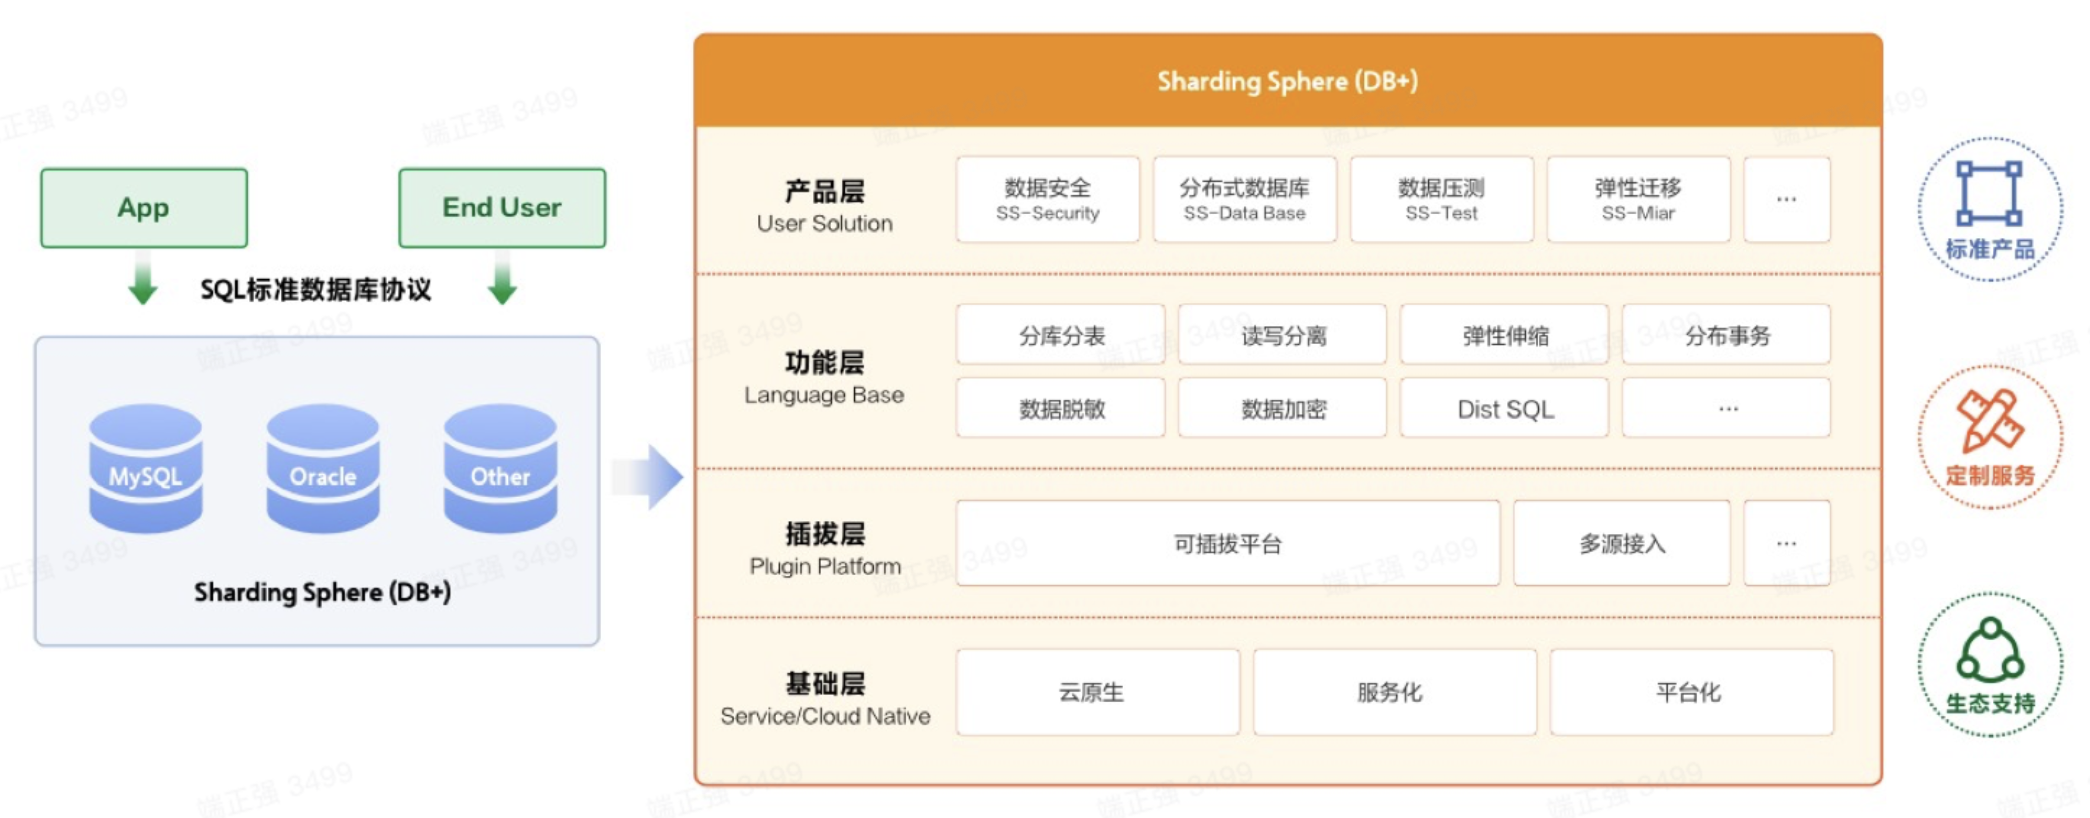 App
End User
SQL标准数据库协议
MySQL
Oracle
Other
Sharding Sphere (DB+)
Sharding Sphere (DB+)
产品层
User Solution
数据安全
SS-Security
分布式数据库
SS-Data Base
数据压测
SS-Test
弹性迁移
SS-Miar
...
功能层
Language Base
分库分表
读写分离
弹性伸缩
分布事务
数据脱敏
数据加密
Dist SQL
...
插拔层
Plugin Platform
可插拔平台
多源接入
...
基础层
Service/Cloud Native
云原生
服务化
平台化
标准产品
定制服务
生态支持
端正强 3499